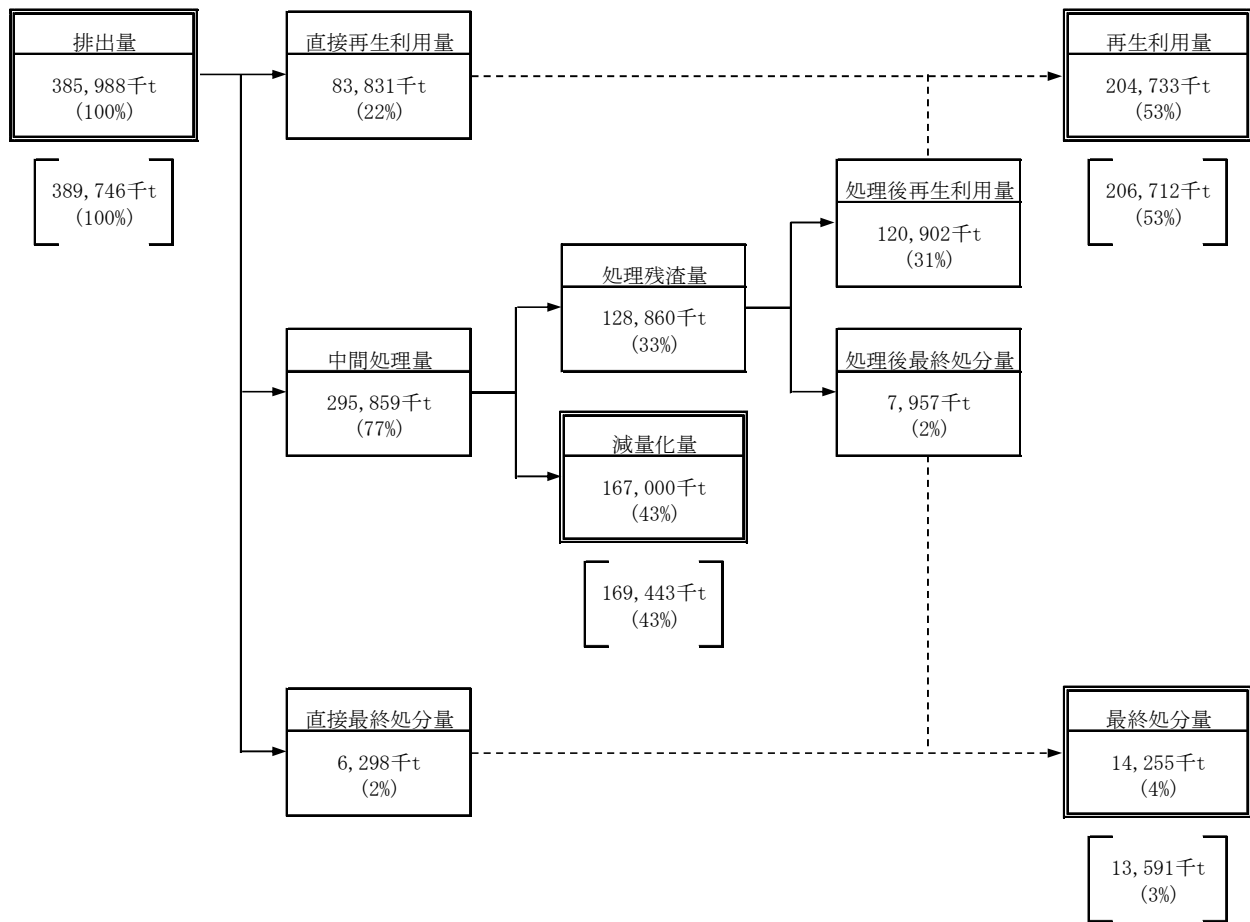 排出量
385,988千t
(100%)
389,746千t
(100%)
直接再生利用量
83,831千t
(22%)
再生利用量
204,733千t
(53%)
206,712千t
(53%)
処理後再生利用量
120,902千t
(31%)
処理残渣量
128,860千t
(33%)
中間処理量
295,859千t
(77%)
処理後最終処分量
7,957千t
(2%)
減量化量
167,000千t
(43%)
169,443千t
(43%)
直接最終処分量
6,298千t
(2%)
最終処分量
14,255千t
(4%)
13,591千t
(3%)